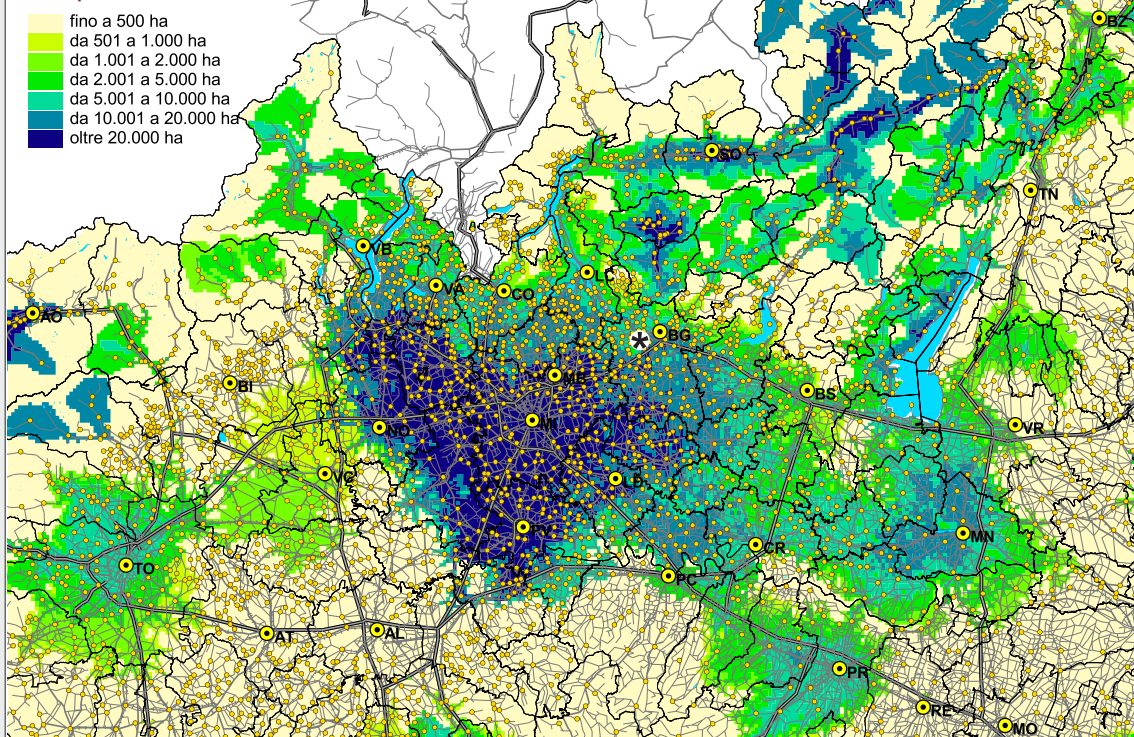 fino a 500 ha
da 501 a 1.000 ha
da 1.001 a 2.000 ha
da 2.001 a 5.000 ha
da 5.001 a 10.000 ha
da 10.001 a 20.000 ha
oltre 20.000 ha
BZ
SO
TN
VB
LC
VA
CO
AO
BG
MB
BI
BS
NO
MI
VR
VC
LD
PV
MN
CR
TO
PC
AT
AL
PR
RE
MO